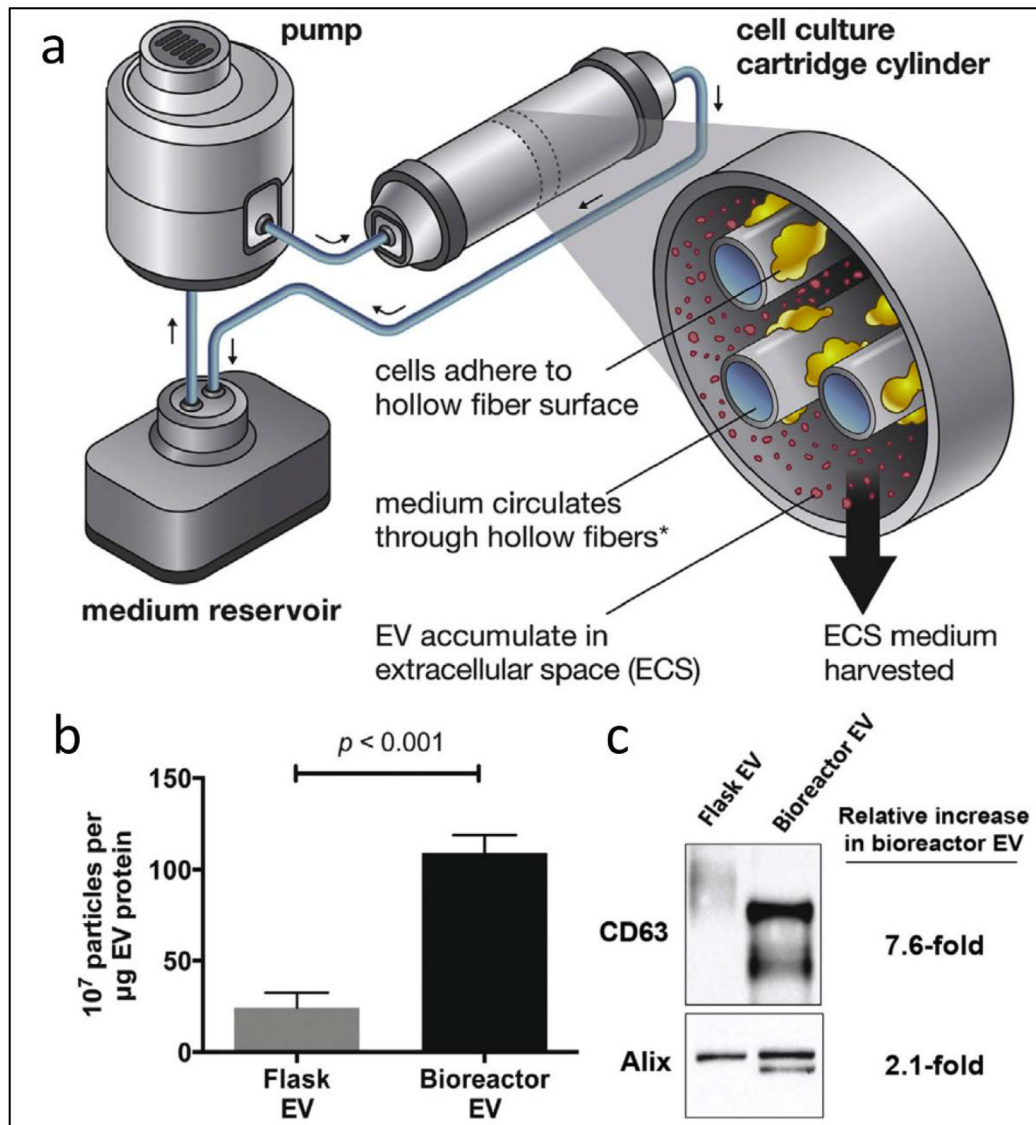 a
pump
cell culture
cartridge cylinder
cells adhere to
hollow fiber surface
medium circulates
through hollow fibers*
medium reservoir
EV accumulate in
extracellular space (ECS)
ECS medium
harvested
b
p < 0.001
150
100
50
0
10⁷ particles per
µg EV protein
Flask
EV
Bioreactor
EV
c
Flask EV
Bioreactor EV
Relative increase
in bioreactor EV
CD63
7.6-fold
Alix
2.1-fold